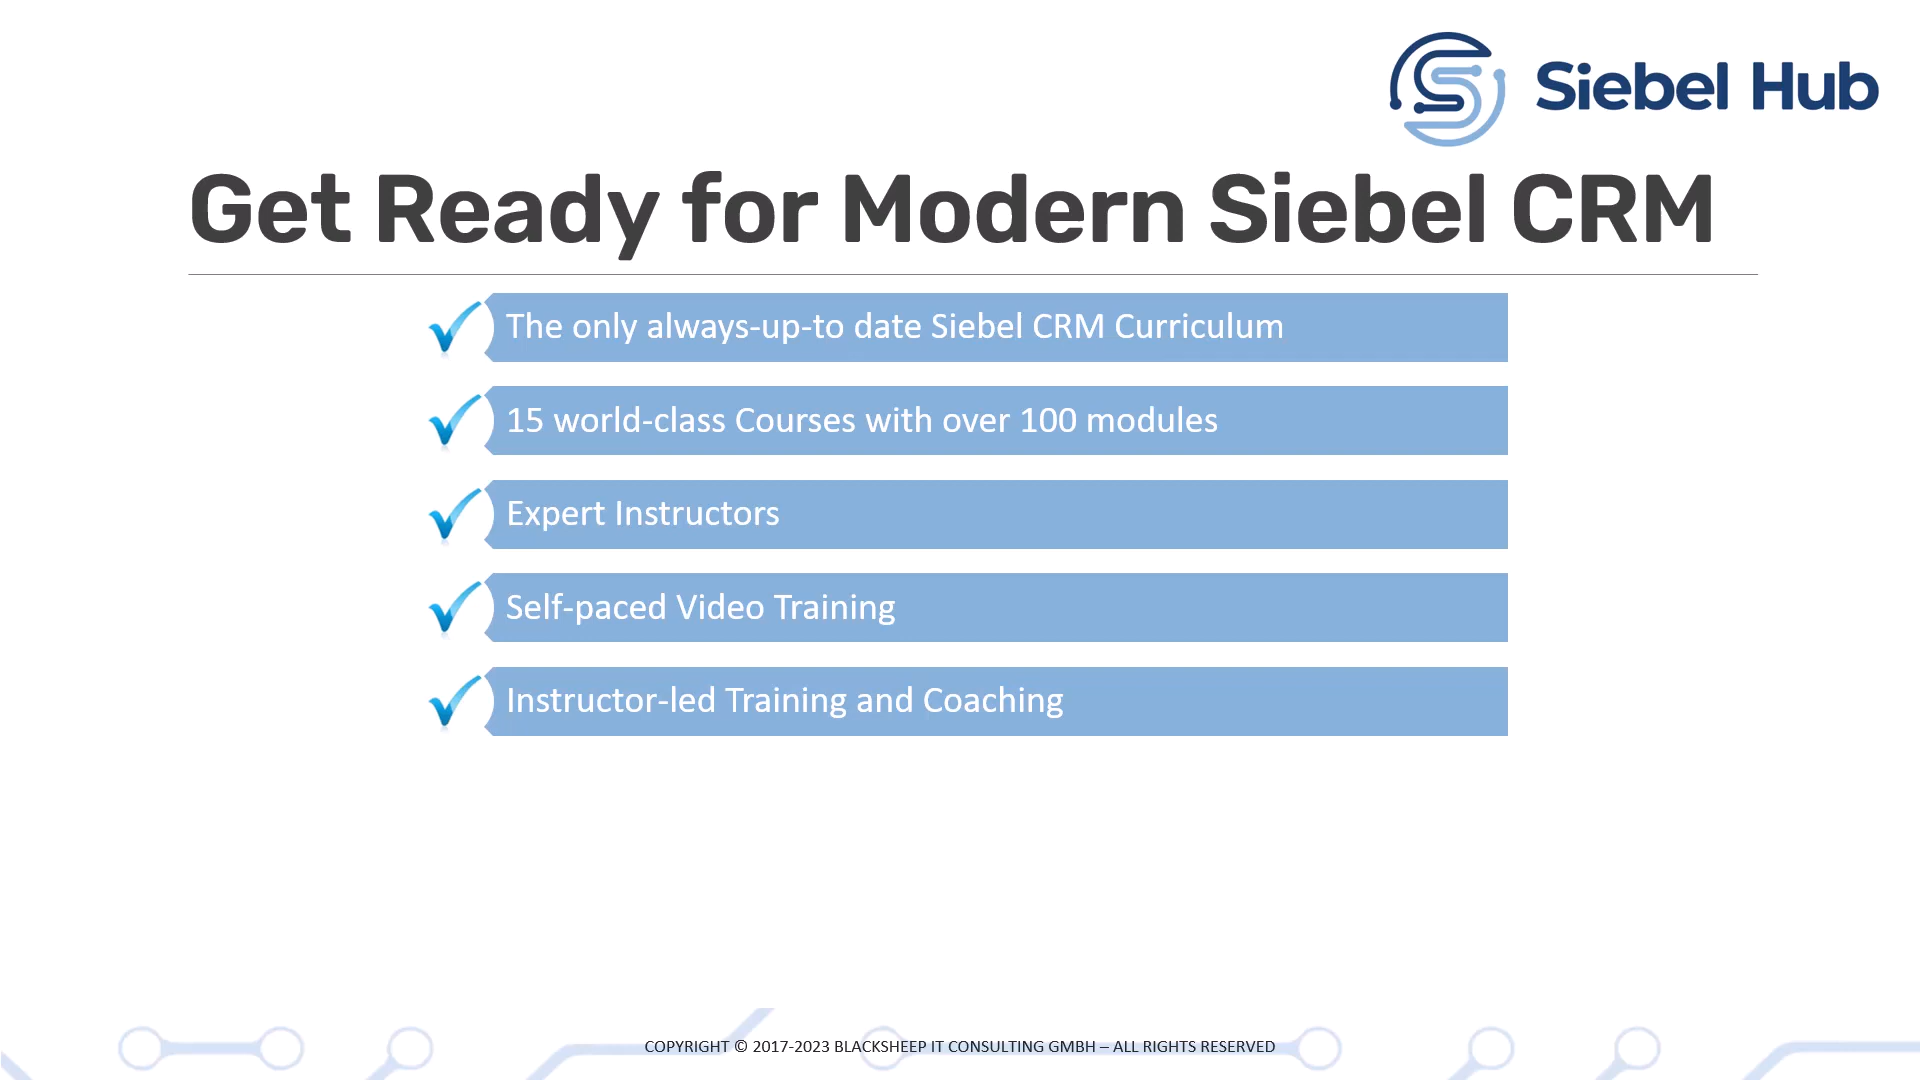 Siebel Hub
Get Ready for Modern Siebel CRM
The only always-up-to date Siebel CRM Curriculum
15 world-class Courses with over 100 modules
Expert Instructors
Self-paced Video Training
Instructor-led Training and Coaching
COPYRIGHT © 2017-2023 BLACKSHEEP IT CONSULTING GMBH – ALL RIGHTS RESERVED